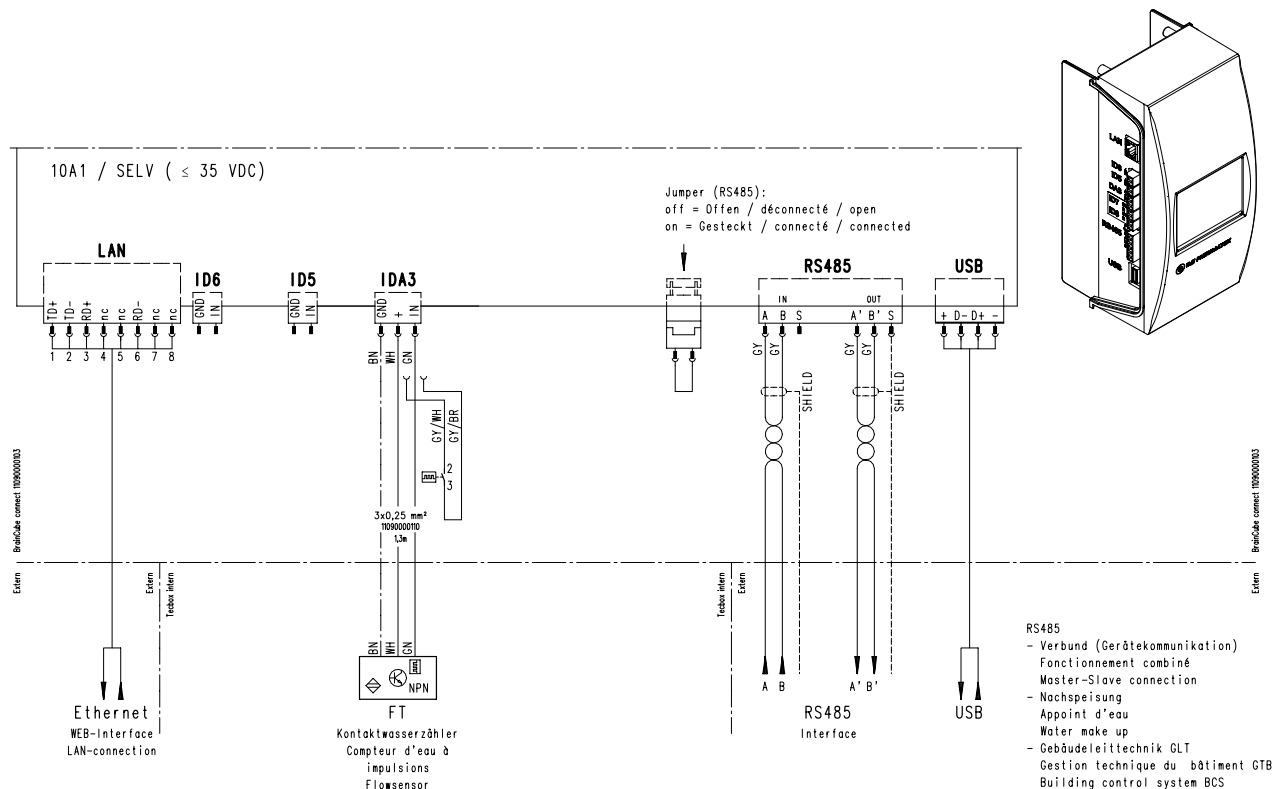 10A1 / SELV ( ≤ 35 VDC)
Jumper (RS485):
off = Offen / déconnecté / open
on = Gesteckt / connecté / connected
LAN
ID6
ID5
IDA3
RS485
USB
TD+
TD-
RD+
nc
nc
RD-
nc
nc
GND
IN
GND
IN
GND
+
IN
IN
OUT
A B S A' B' S
+ D- D+ -
1 2 3 4 5 6 7 8
BN
WH
GN
GY
GY
GY
GY
SHIELD
SHIELD
GY/WH
GY/BR
2
3
3x0,25 mm²
11090000110
1,3m
BrainCube connect 11090000103
BrainCube connect 11090000103
Extern
Extern
Tecbox intern
Tecbox intern
Extern
Extern
BN
WH
GN
NPN
A B
A' B'
Ethernet
WEB-Interface
LAN-connection
FT
Kontaktwasserzähler
Compteur d'eau à
impulsions
Flowsensor
RS485
Interface
USB
RS485
- Verbund (Gerätekommunikation)
Fonctionnement combiné
Master-Slave connection
- Nachspeisung
Appoint d'eau
Water make up
- Gebäudeleittechnik GLT
Gestion technique du bâtiment GTB
Building control system BCS
LAN
ID6
ID5
RS485
USB